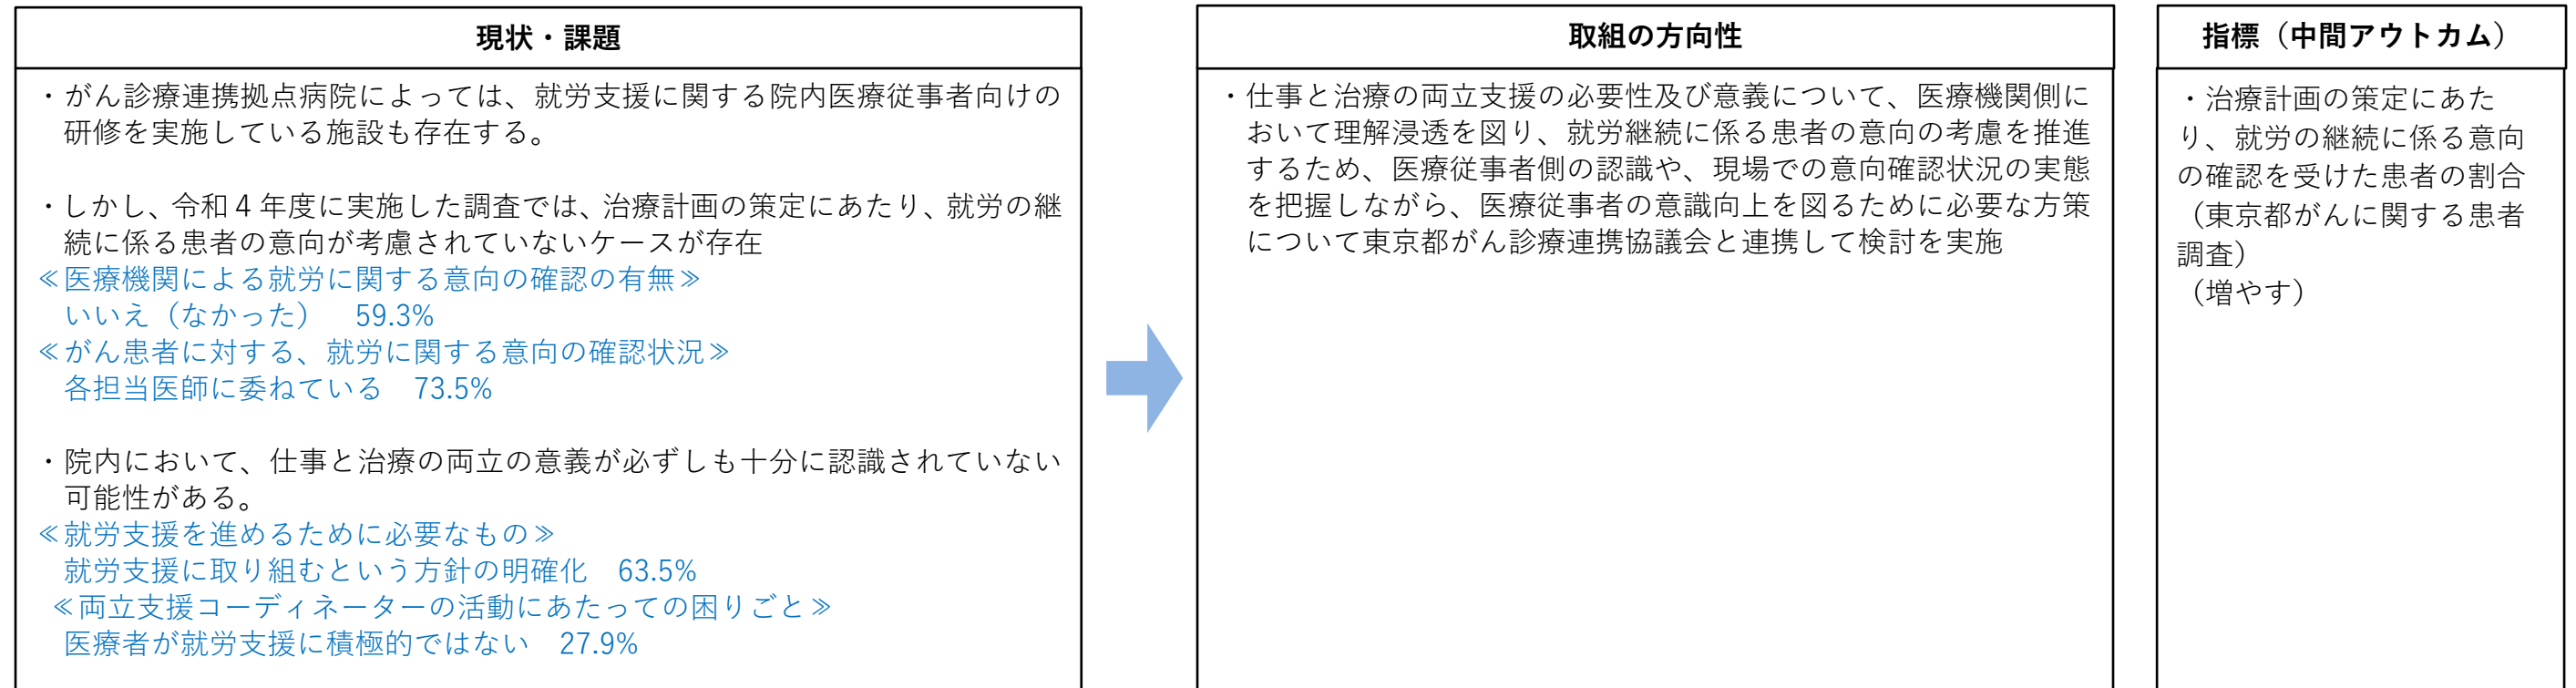 現状・課題
・がん診療連携拠点病院によっては、就労支援に関する院内医療従事者向けの
研修を実施している施設も存在する。
・しかし、令和４年度に実施した調査では、治療計画の策定にあたり、就労の継
続に係る患者の意向が考慮されていないケースが存在
≪医療機関による就労に関する意向の確認の有無≫
いいえ（なかった）　59.3%
≪がん患者に対する、就労に関する意向の確認状況≫
各担当医師に委ねている　73.5%
・院内において、仕事と治療の両立の意義が必ずしも十分に認識されていない
可能性がある。
≪就労支援を進めるために必要なもの≫
就労支援に取り組むという方針の明確化　63.5%
≪両立支援コーディネーターの活動にあたっての困りごと≫
医療者が就労支援に積極的ではない　27.9%
取組の方向性
・仕事と治療の両立支援の必要性及び意義について、医療機関側に
おいて理解浸透を図り、就労継続に係る患者の意向の考慮を推進
するため、医療従事者側の認識や、現場での意向確認状況の実態
を把握しながら、医療従事者の意識向上を図るために必要な方策
について東京都がん診療連携協議会と連携して検討を実施
指標（中間アウトカム）
・治療計画の策定にあた
り、就労の継続に係る意向
の確認を受けた患者の割合
（東京都がんに関する患者
調査）
（増やす）